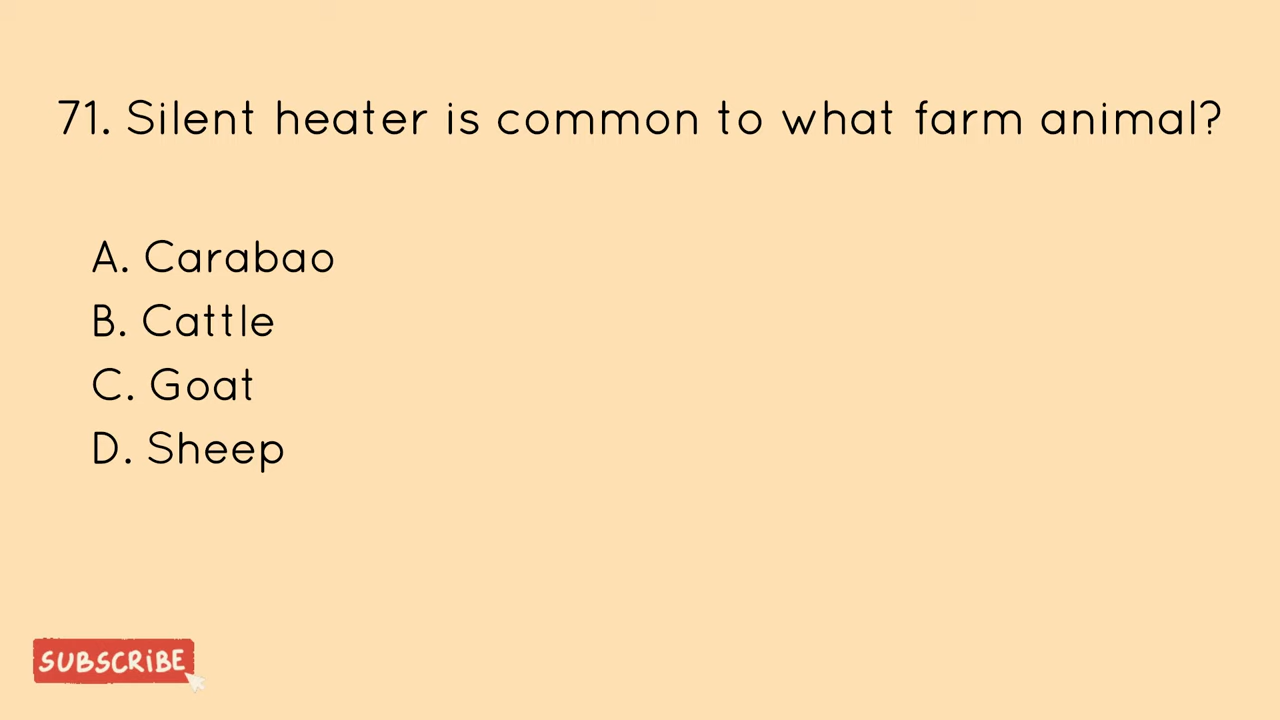 71. Silent heater is common to what farm animal?
A. Carabao
B. Cattle
C. Goat
D. Sheep
SUBSCRiBE